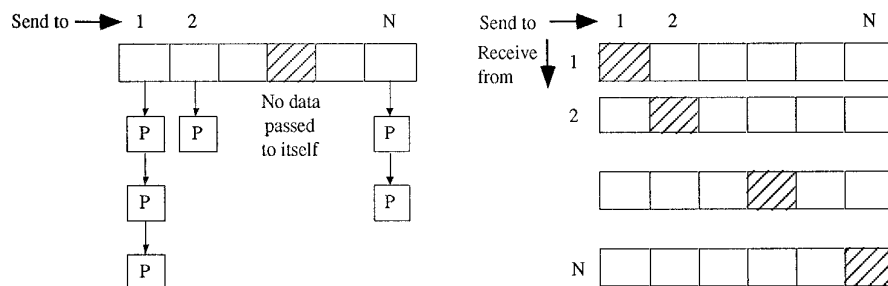 Send to 1 2 N
No data
passed
to itself
P P P
P P
P
Send to 1 2 N
Receive
from
1
2
N